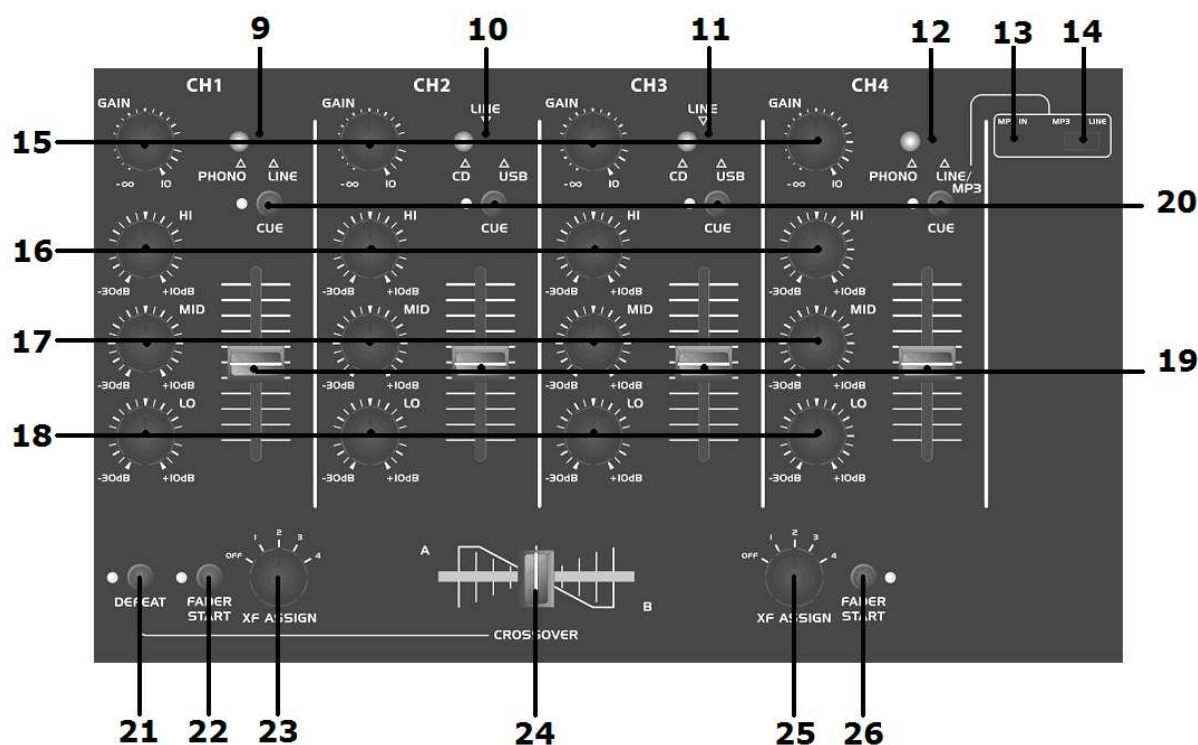 9 10 11 12 13 14
CH1 CH2 CH3 CH4
GAIN GAIN LINE GAIN LINE GAIN MP3 IN MP3 LINE
15
-∞ 10 PHONO LINE -∞ 10 CD USB -∞ 10 CD USB -∞ 10 PHONO LINE/
MP3
20
HI CUE HI CUE HI CUE HI CUE
16
-30dB +10dB -30dB +10dB -30dB +10dB -30dB +10dB
MID MID MID MID
17
19
-30dB +10dB -30dB +10dB -30dB +10dB -30dB +10dB
LO LO LO LO
18
-30dB +10dB -30dB +10dB -30dB +10dB -30dB +10dB
OFF 1 2 3 4 A B OFF 1 2 3 4
DEFEAT FADER START XF ASSIGN CROSSOVER XF ASSIGN FADER START
21 22 23 24 25 26